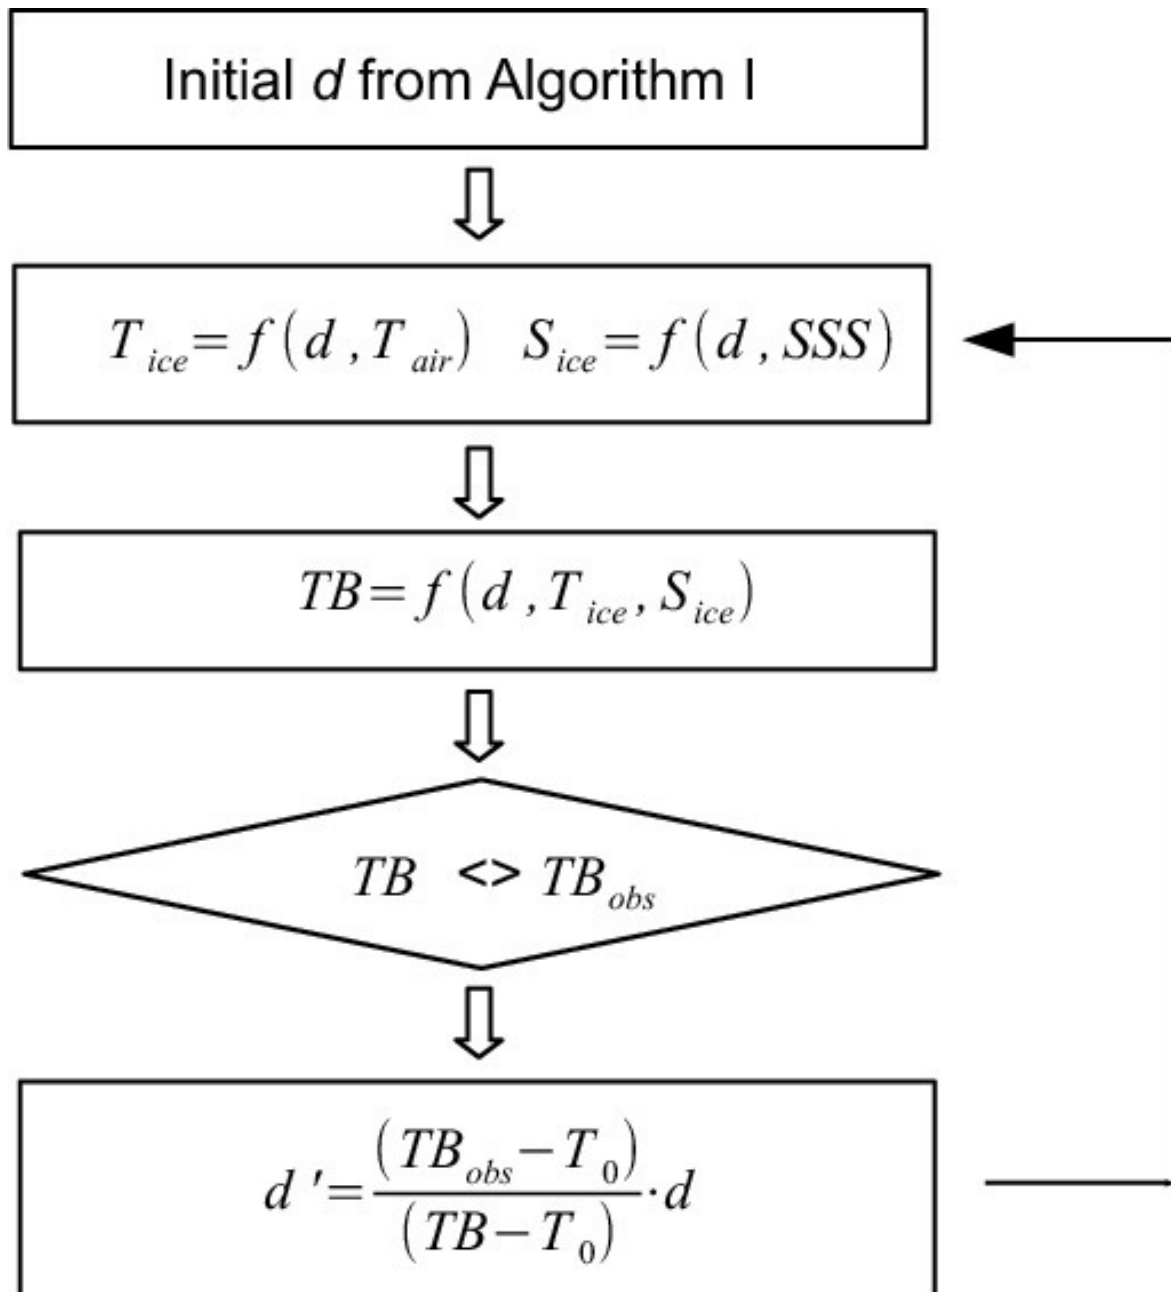 Initial d from Algorithm I
T_ice = f(d , T_air)   S_ice = f(d , SSS)
TB = f(d , T_ice , S_ice)
TB <> TB_obs
d ' = (TB_obs − T_0) / (TB − T_0) · d